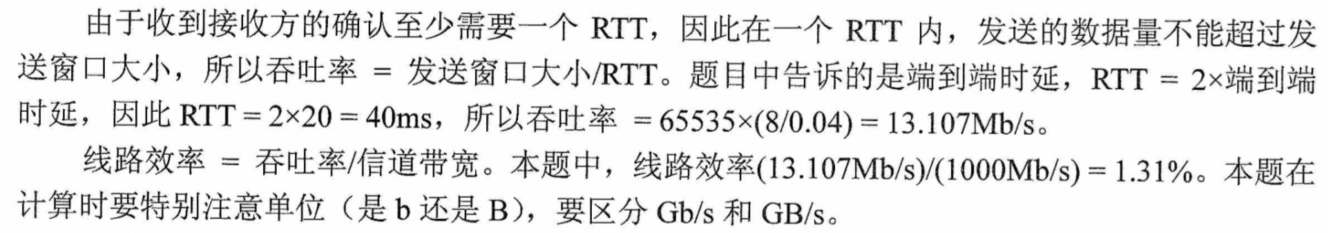 由于收到接收方的确认至少需要一个 RTT，因此在一个 RTT 内，发送的数据量不能超过发
送窗口大小，所以吞吐率 = 发送窗口大小/RTT。题目中告诉的是端到端时延，RTT = 2×端到端
时延，因此 RTT = 2×20 = 40ms，所以吞吐率 = 65535×(8/0.04) = 13.107Mb/s。
线路效率 = 吞吐率/信道带宽。本题中，线路效率(13.107Mb/s)/(1000Mb/s) = 1.31%。本题在
计算时要特别注意单位（是 b 还是 B），要区分 Gb/s 和 GB/s。